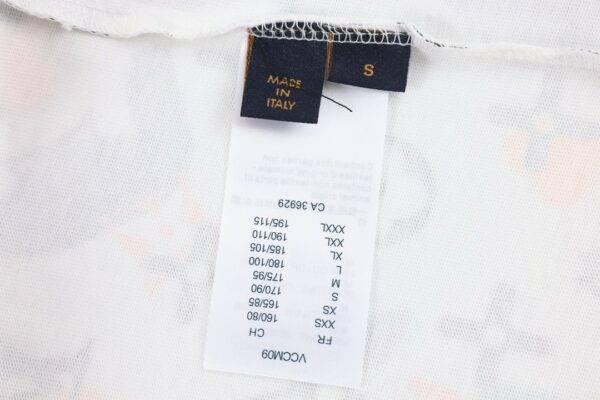 MADE
IN
ITALY
S
VCCM09
FR CH
XXS 160/80
XS 165/85
S 170/90
M 175/95
L 180/100
XL 185/105
XXL 190/110
XXXL 195/115
CA 36929